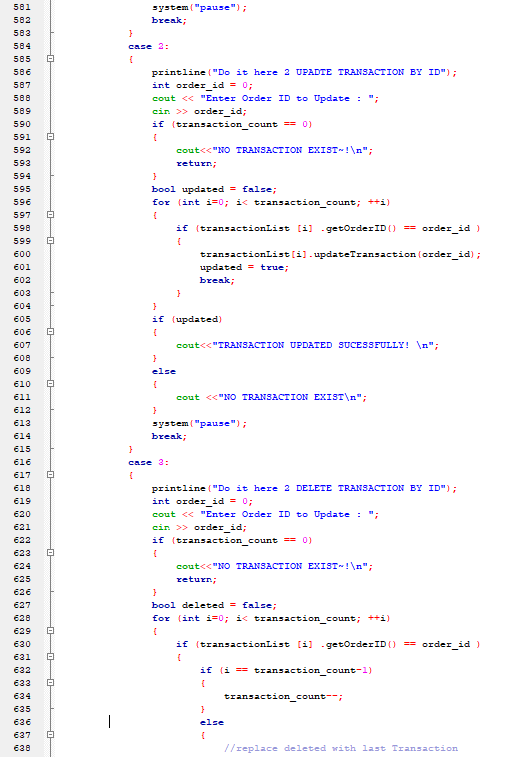 581 system("pause");
582 break;
583 }
584 case 2:
585 {
586 printline("Do it here 2 UPADTE TRANSACTION BY ID");
587 int order_id = 0;
588 cout << "Enter Order ID to Update : ";
589 cin >> order_id;
590 if (transaction_count == 0)
591 {
592 cout<<"NO TRANSACTION EXIST~!\n";
593 return;
594 }
595 bool updated = false;
596 for (int i=0; i< transaction_count; ++i)
597 {
598 if (transactionList [i] .getOrderID() == order_id )
599 {
600 transactionList[i].updateTransaction(order_id);
601 updated = true;
602 break;
603 }
604 }
605 if (updated)
606 {
607 cout<<"TRANSACTION UPDATED SUCESSFULLY! \n";
608 }
609 else
610 {
611 cout <<"NO TRANSACTION EXIST\n";
612 }
613 system("pause");
614 break;
615 }
616 case 3:
617 {
618 printline("Do it here 2 DELETE TRANSACTION BY ID");
619 int order_id = 0;
620 cout << "Enter Order ID to Update : ";
621 cin >> order_id;
622 if (transaction_count == 0)
623 {
624 cout<<"NO TRANSACTION EXIST~!\n";
625 return;
626 }
627 bool deleted = false;
628 for (int i=0; i< transaction_count; ++i)
629 {
630 if (transactionList [i] .getOrderID() == order_id )
631 {
632 if (i == transaction_count-1)
633 {
634 transaction_count--;
635 }
636 else
637 {
638 //replace deleted with last Transaction